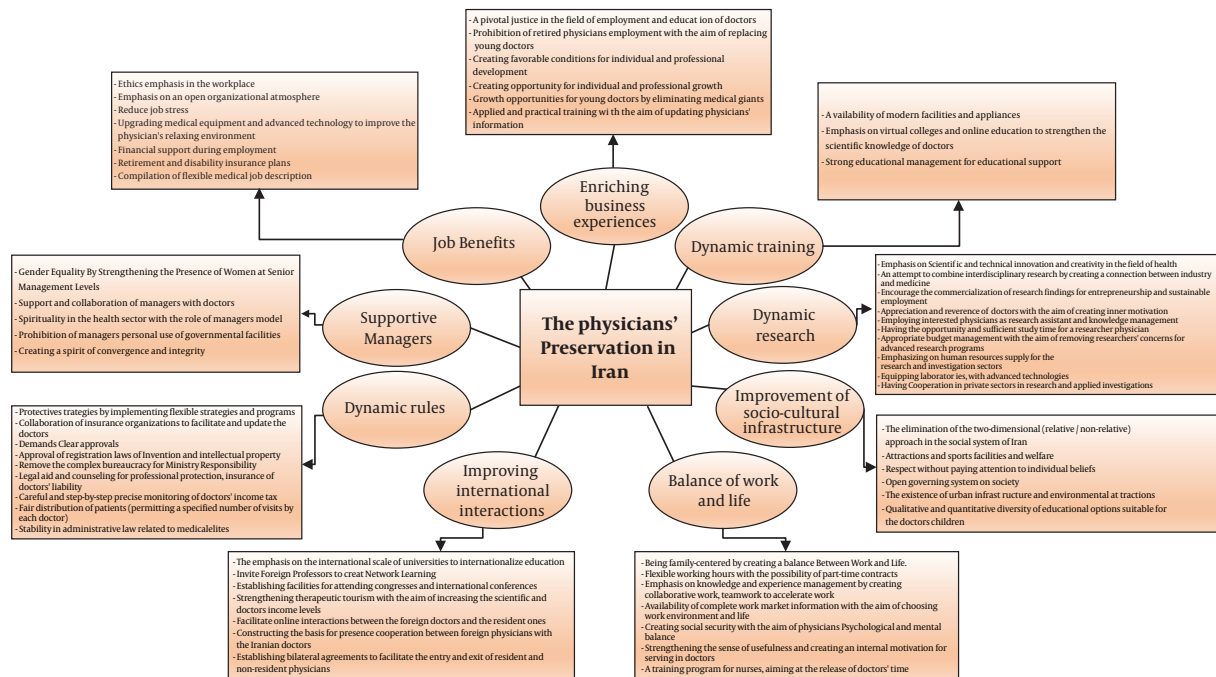 - A pivotal justice in the field of employment and educat ion of doctors
- Prohibition of retired physicians employment with the aim of replacing
young doctors
- Creating favorable conditions for individual and professional
development
- Creating opportunity for individual and professional growth
- Growth opportunities for young doctors by eliminating medical giants
- Applied and practical training wi th the aim of updating physicians'
information
- Ethics emphasis in the workplace
- Emphasis on an open organizational atmosphere
- Reduce job stress
- Upgrading medical equipment and advanced technology to improve the
physician's relaxing environment
- Financial support during employment
- Retirement and disability insurance plans
- Compilation of flexible medical job description
- A vailability of modern facilities and appliances
- Emphasis on virtual colleges and online education to strengthen the
scientific knowledge of doctors
- Strong educational management for educational support
Enriching
business
experiences
Job Benefits
Dynamic training
- Gender Equality By Strengthening the Presence of Women at Senior
Management Levels
- Support and collaboration of managers with doctors
- Spirituality in the health sector with the role of managers model
- Prohibition of managers personal use of governmental facilities
- Creating a spirit of convergence and integrity
Supportive
Managers
The physicians'
Preservation in
Iran
Dynamic
research
- Emphasis on Scientif ic and technical innovation and creativity in the field of health
- An attempt to combine interdisciplinary research by creating a connection between industry
and medicine
- Encourage the commercialization of research findings for entrepreneurship and sustainable
employment
- Appreciation and reverence of doctors with the aim of creating inner motivation
- Employing interested physicians as research assistant and knowledge management
- Having the opportunity and sufficient study time for a researcher physician
- Appropriate budget management with the aim of removing researchers' concerns for
advanced research programs
- Emphasizing on human resources supply for the
research and investigation sectors
- Equipping laborator ies, with advanced technologies
- Having Cooperation in private sectors in research and applied investigations
Dynamic rules
Improvement of
socio-cultural
infrastructure
- Protectives trategies by implementing flexible strategies and programs
- Collaboration of insurance organizations to facilitate and update the
doctors
- Demands Clear approvals
- Approval of registration laws of Invention and intellectual property
- Remove the complex bureaucracy for Ministry Responsibility
- Legal aid and counseling for professional protection, insurance of
doctors' liability
- Careful and step-by-step precise monitoring of doctors' income tax
- Fair distribution of patients (permitting a specified number of visits by
each doctor)
- Stability in administrative law related to medicalelites
- The elimination of the two-dimensional (relative / non-relative)
approach in the social system of Iran
- Attractions and sports facilities and welfare
- Respect without paying attention to individual beliefs
- Open governing system on society
- The existence of urban infrast ructure and environmental at tractions
- Qualitative and quantitative diversity of educational options suitable for
the doctors children
Improving
international
interactions
Balance of work
and life
- The emphasis on the international scale of universities to internationalize education
- Invite Foreign Professors to creat Network Learning
- Establishing facilities for attending congresses and international conferences
- Strengthening therapeutic tourism with the aim of increasing the scientific and
doctors income levels
- Facilitate online interactions between the foreign doctors and the resident ones
- Constructing the basis for presence cooperation between foreign physicians with
the Iranian doctors
- Establishing bilateral agreements to facilitate the entry and exit of resident and
non-resident physicians
- Being family-centered by creating a balance Between Work and Life.
- Flexible working hours with the possibility of part-time contracts
- Emphasis on knowledge and experience management by creating
collaborative work, teamwork to accelerate work
- Availability of complete work market information with the aim of choosing
work environment and life
- Creating social security with the aim of physicians Psychological and mental
balance
- Strengthening the sense of usefulness and creating an internal motivation for
serving in doctors
- A training program for nurses, aiming at the release of doctors' time